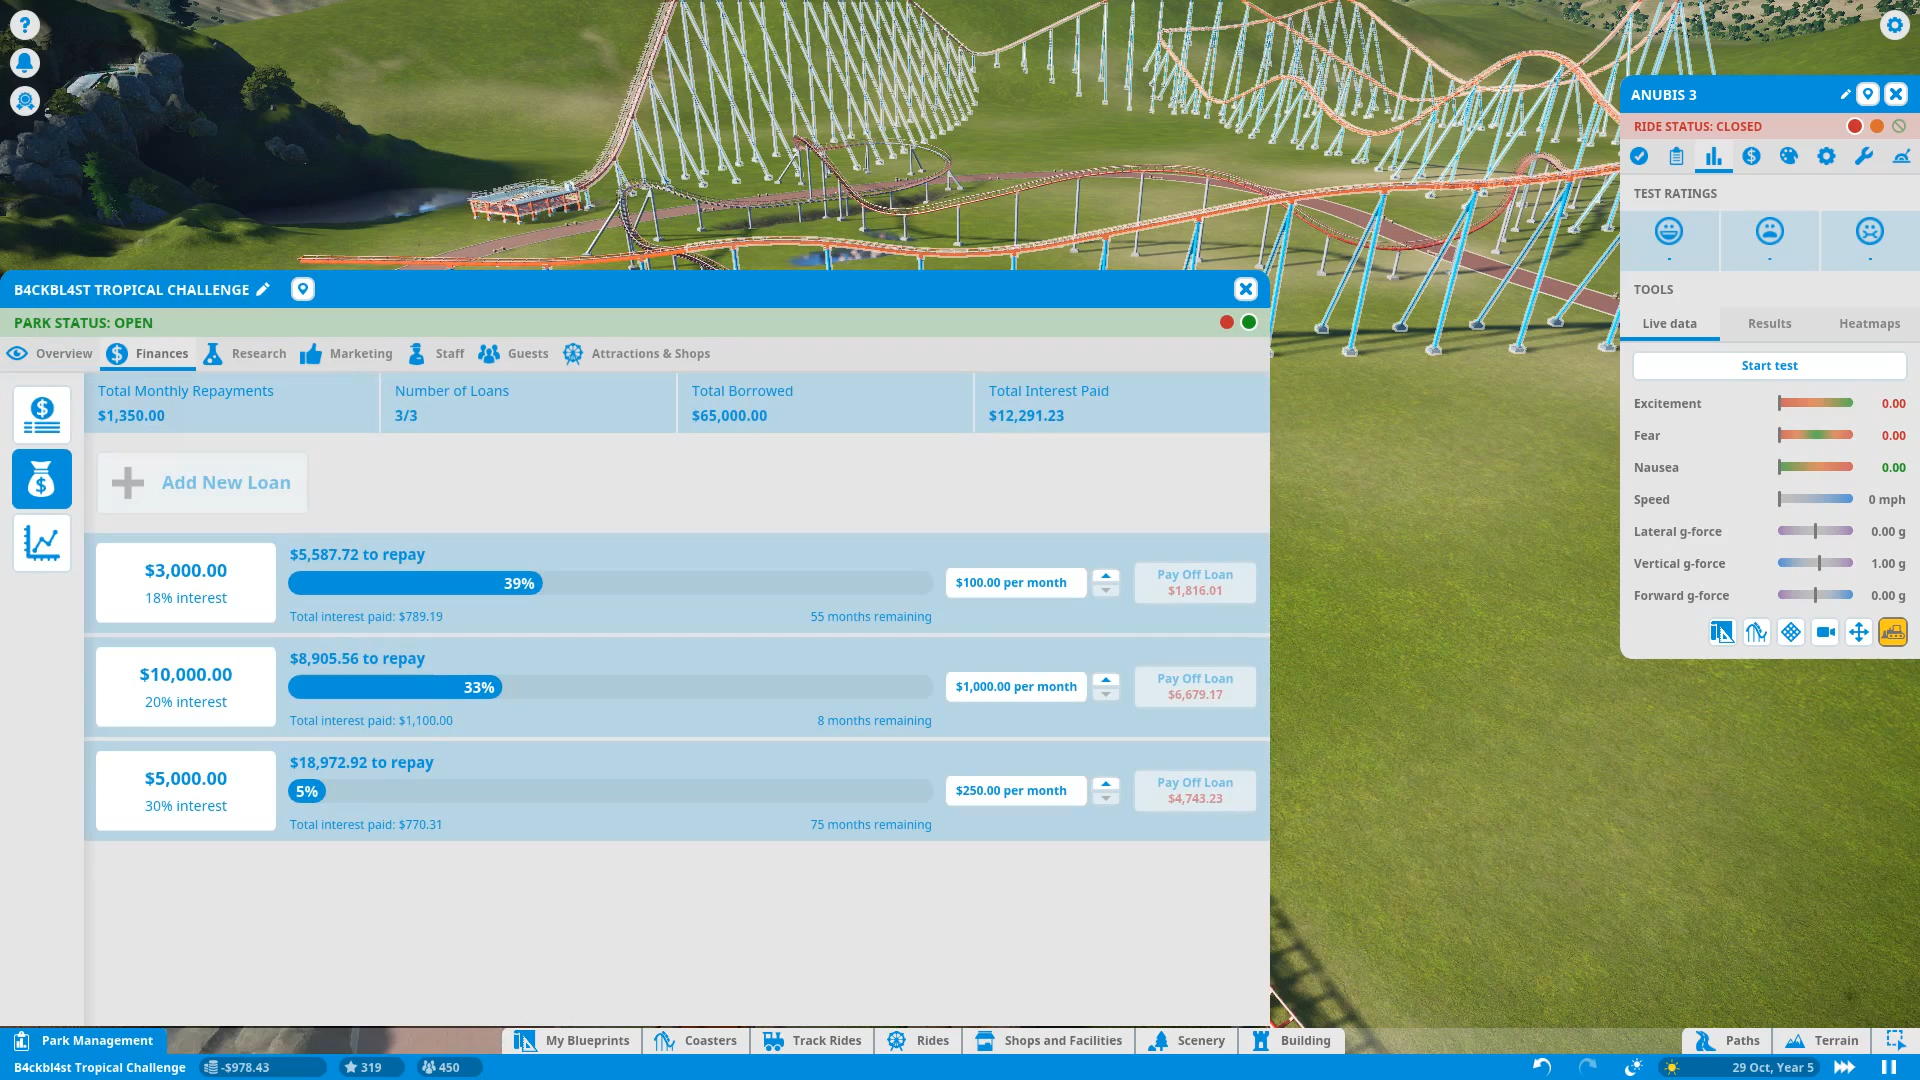 ANUBIS 3
RIDE STATUS: CLOSED
TEST RATINGS
-
-
-
TOOLS
Live data
Results
Heatmaps
Start test
Excitement 0.00
Fear 0.00
Nausea 0.00
Speed 0 mph
Lateral g-force 0.00 g
Vertical g-force 1.00 g
Forward g-force 0.00 g
B4CKBL4ST TROPICAL CHALLENGE
PARK STATUS: OPEN
Overview
Finances
Research
Marketing
Staff
Guests
Attractions & Shops
Total Monthly Repayments
$1,350.00
Number of Loans
3/3
Total Borrowed
$65,000.00
Total Interest Paid
$12,291.23
Add New Loan
$3,000.00
18% interest
$5,587.72 to repay
39%
Total interest paid: $789.19
55 months remaining
$100.00 per month
Pay Off Loan
$1,816.01
$10,000.00
20% interest
$8,905.56 to repay
33%
Total interest paid: $1,100.00
8 months remaining
$1,000.00 per month
Pay Off Loan
$6,679.17
$5,000.00
30% interest
$18,972.92 to repay
5%
Total interest paid: $770.31
75 months remaining
$250.00 per month
Pay Off Loan
$4,743.23
Park Management
My Blueprints
Coasters
Track Rides
Rides
Shops and Facilities
Scenery
Building
Paths
Terrain
B4ckbl4st Tropical Challenge
-$978.43
319
450
29 Oct, Year 5